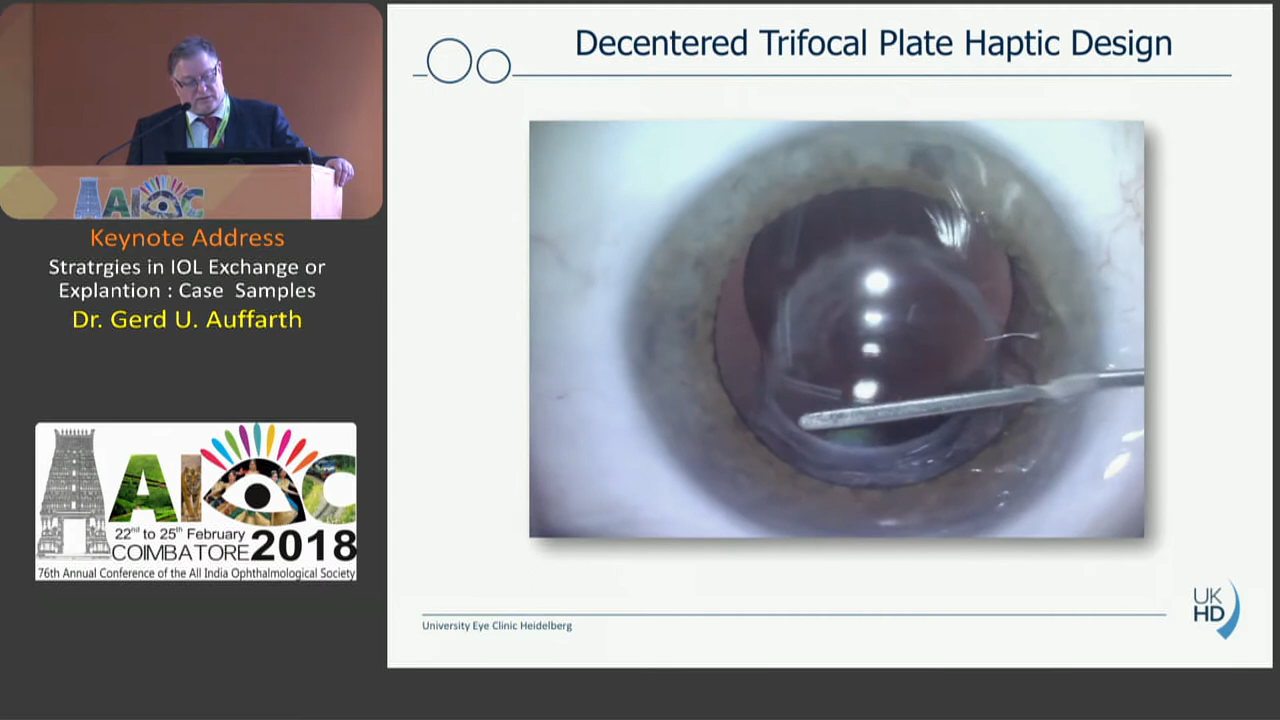 AIOC
Keynote Address
Stratrgies in IOL Exchange or
Explantion : Case Samples
Dr. Gerd U. Auffarth
AIOC
22nd to 25th February
COIMBATORE 2018
76th Annual Conference of the All India Ophthalmological Society
Decentered Trifocal Plate Haptic Design
University Eye Clinic Heidelberg
UK
HD